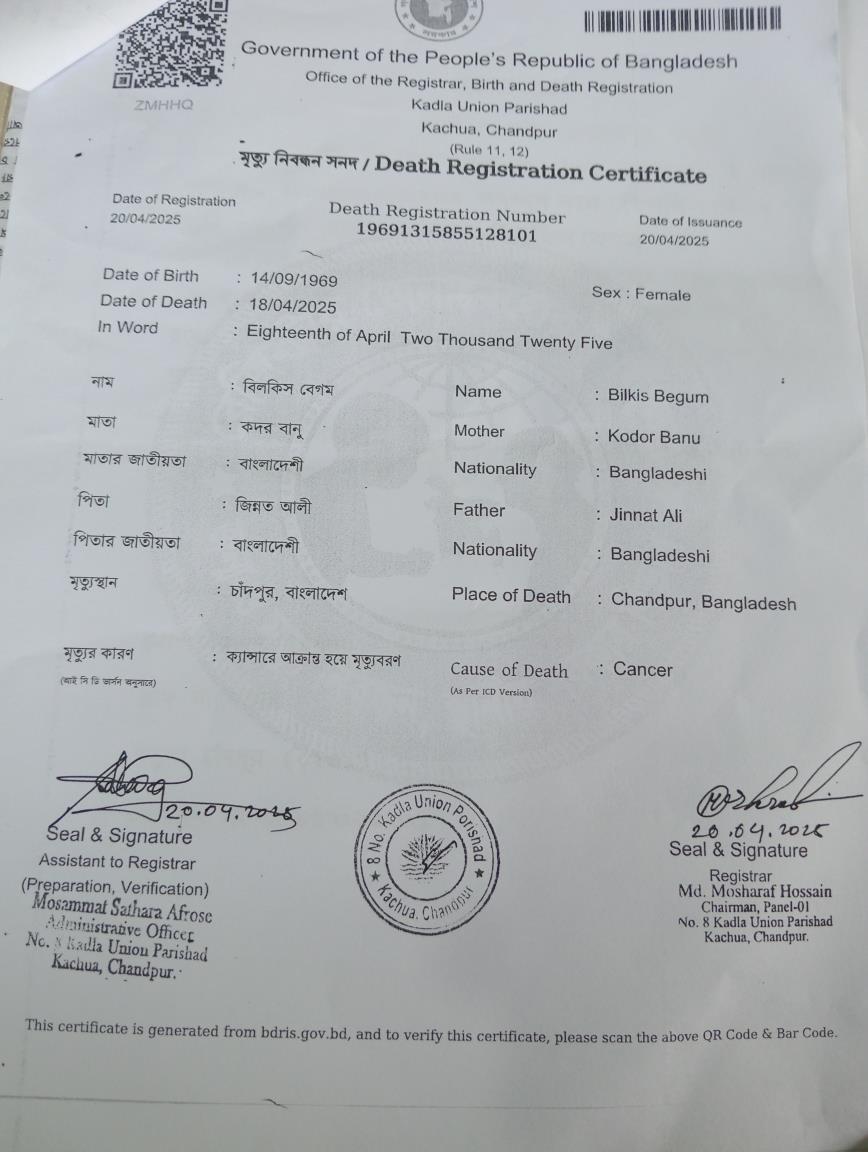 ZMHHQ
Government of the People's Republic of Bangladesh
Office of the Registrar, Birth and Death Registration
Kadla Union Parishad
Kachua, Chandpur
(Rule 11, 12)
মৃত্যু নিবন্ধন সনদ / Death Registration Certificate
Date of Registration
20/04/2025
Death Registration Number
19691315855128101
Date of Issuance
20/04/2025
Date of Birth : 14/09/1969
Sex : Female
Date of Death : 18/04/2025
In Word : Eighteenth of April Two Thousand Twenty Five
নাম : বিলকিস বেগম Name : Bilkis Begum
মাতা : কদর বানু Mother : Kodor Banu
মাতার জাতীয়তা : বাংলাদেশী Nationality : Bangladeshi
পিতা : জিন্নত আলী Father : Jinnat Ali
পিতার জাতীয়তা : বাংলাদেশী Nationality : Bangladeshi
মৃত্যুস্থান : চাঁদপুর, বাংলাদেশ Place of Death : Chandpur, Bangladesh
মৃত্যুর কারণ : ক্যান্সারে আক্রান্ত হয়ে মৃত্যুবরণ Cause of Death : Cancer
(আই সি ডি ভার্সন অনুসারে) (As Per ICD Version)
20.04.2025
Seal & Signature
Assistant to Registrar
(Preparation, Verification)
Mosammat Sathara Afrose
Administrative Officer
No. 8 Kadla Union Parishad
Kachua, Chandpur.
8 No. Kadla Union Porishad
Kachua, Chandpur
20.04.2025
Seal & Signature
Registrar
Md. Mosharaf Hossain
Chairman, Panel-01
No. 8 Kadla Union Parishad
Kachua, Chandpur.
This certificate is generated from bdris.gov.bd, and to verify this certificate, please scan the above QR Code & Bar Code.